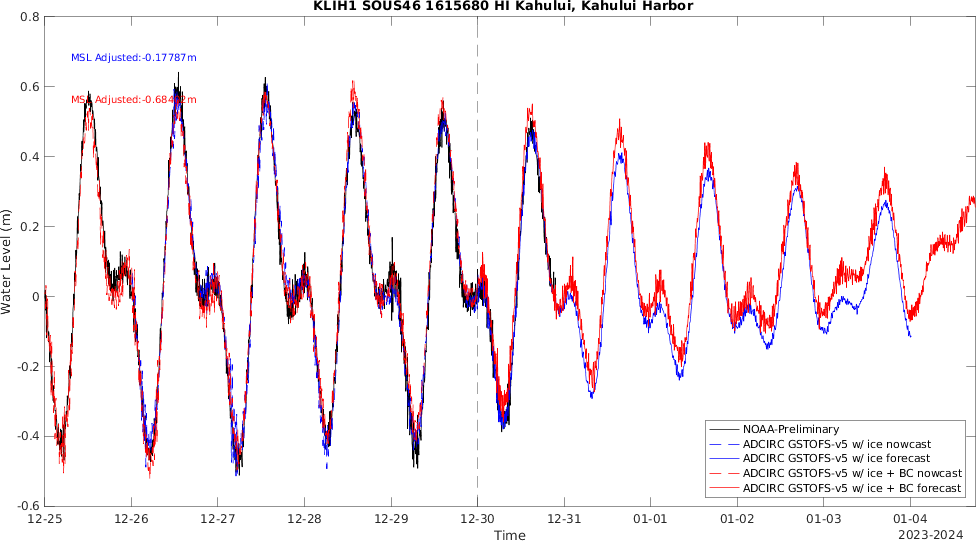 KLIH1 SOUS46 1615680 HI Kahului, Kahului Harbor
0.8
0.6
0.4
0.2
0
-0.2
-0.4
-0.6
Water Level (m)
MSL Adjusted:-0.17787m
MSL Adjusted:
NOAA-Preliminary
ADCIRC GSTOFS-v5 w/ ice nowcast
ADCIRC GSTOFS-v5 w/ ice forecast
ADCIRC GSTOFS-v5 w/ ice + BC nowcast
ADCIRC GSTOFS-v5 w/ ice + BC forecast
12-25 12-26 12-27 12-28 12-29 12-30 12-31 01-01 01-02 01-03 01-04
Time
2023-2024